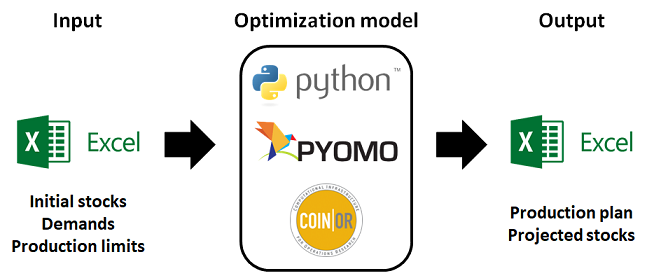 Input
Optimization model
Output
python™
X Excel
PYOMO
X Excel
COMPUTATIONAL INFRASTRUCTURE
COIN|OR
FOR OPERATIONS RESEARCH
Initial stocks
Demands
Production limits
Production plan
Projected stocks